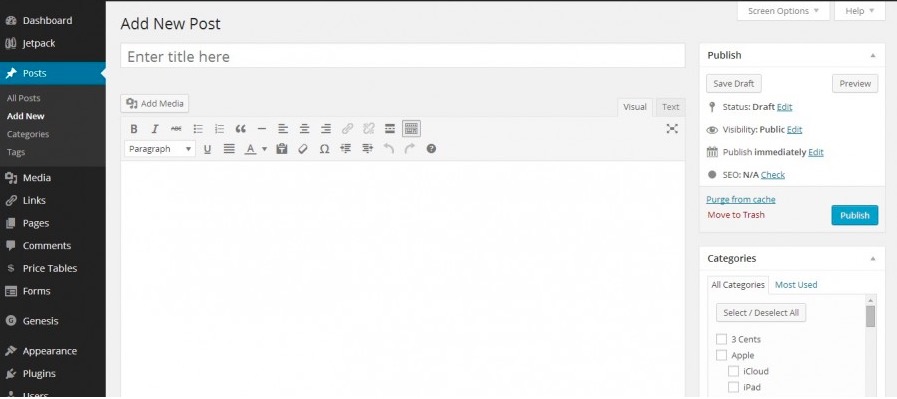 Dashboard
Jetpack
Posts
All Posts
Add New
Categories
Tags
Media
Links
Pages
Comments
Price Tables
Forms
Genesis
Appearance
Plugins
Users
Screen Options
Help
Add New Post
Enter title here
Add Media
Visual Text
B I ABC
Paragraph U A Ω
Publish
Save Draft Preview
Status: Draft Edit
Visibility: Public Edit
Publish immediately Edit
SEO: N/A Check
Purge from cache
Move to Trash
Publish
Categories
All Categories Most Used
Select / Deselect All
3 Cents
Apple
iCloud
iPad